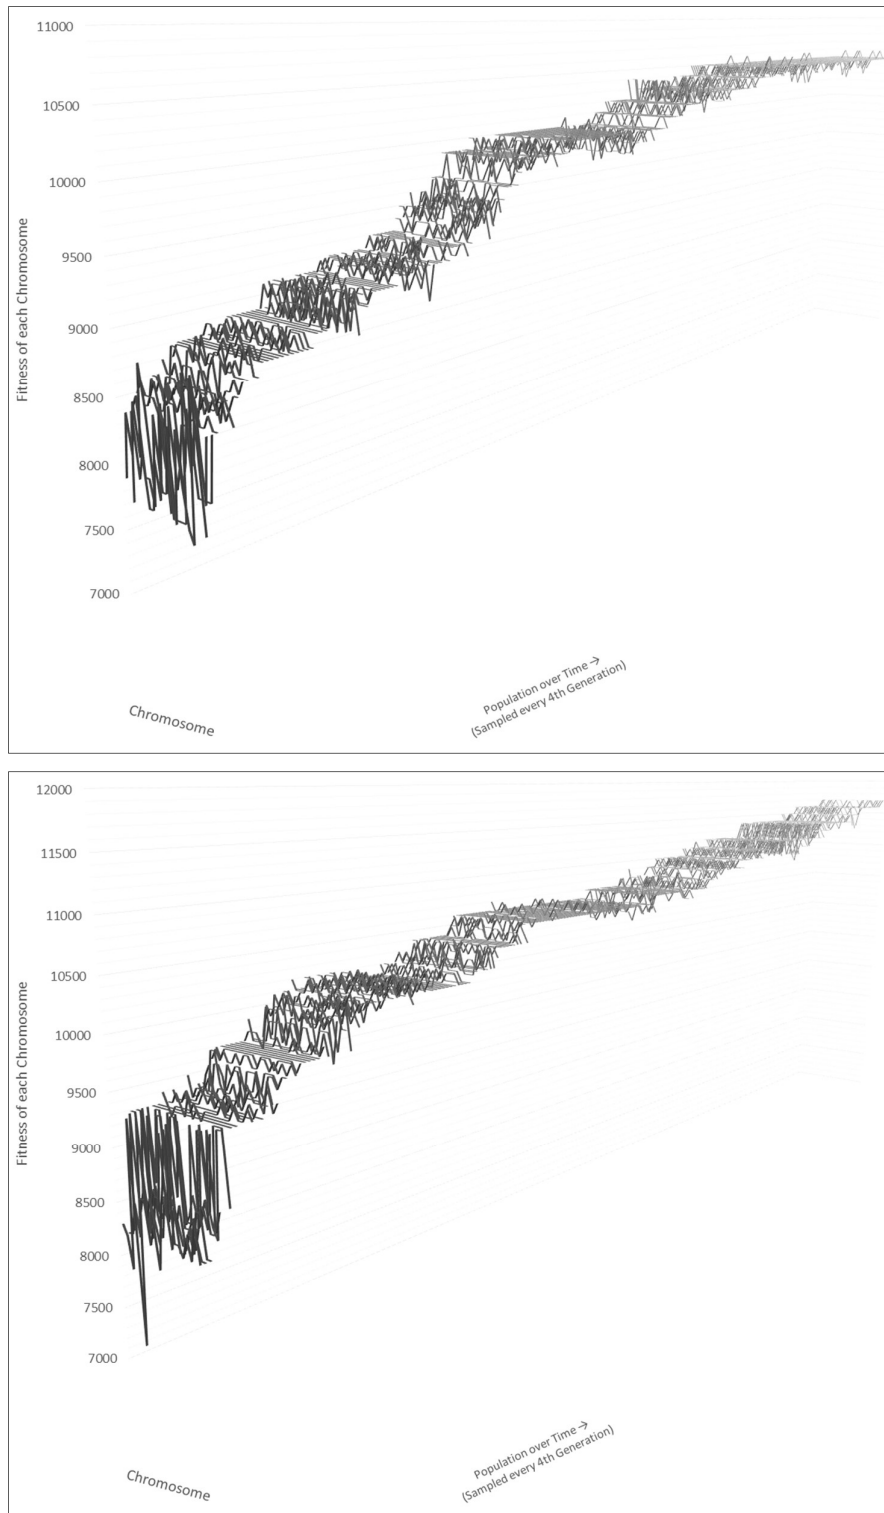 11000
10500
10000
9500
9000
8500
8000
7500
7000
Fitness of each Chromosome
Chromosome
Population over Time →
(Sampled every 4th Generation)
12000
11500
11000
10500
10000
9500
9000
8500
8000
7500
7000
Fitness of each Chromosome
Chromosome
Population over Time →
(Sampled every 4th Generation)